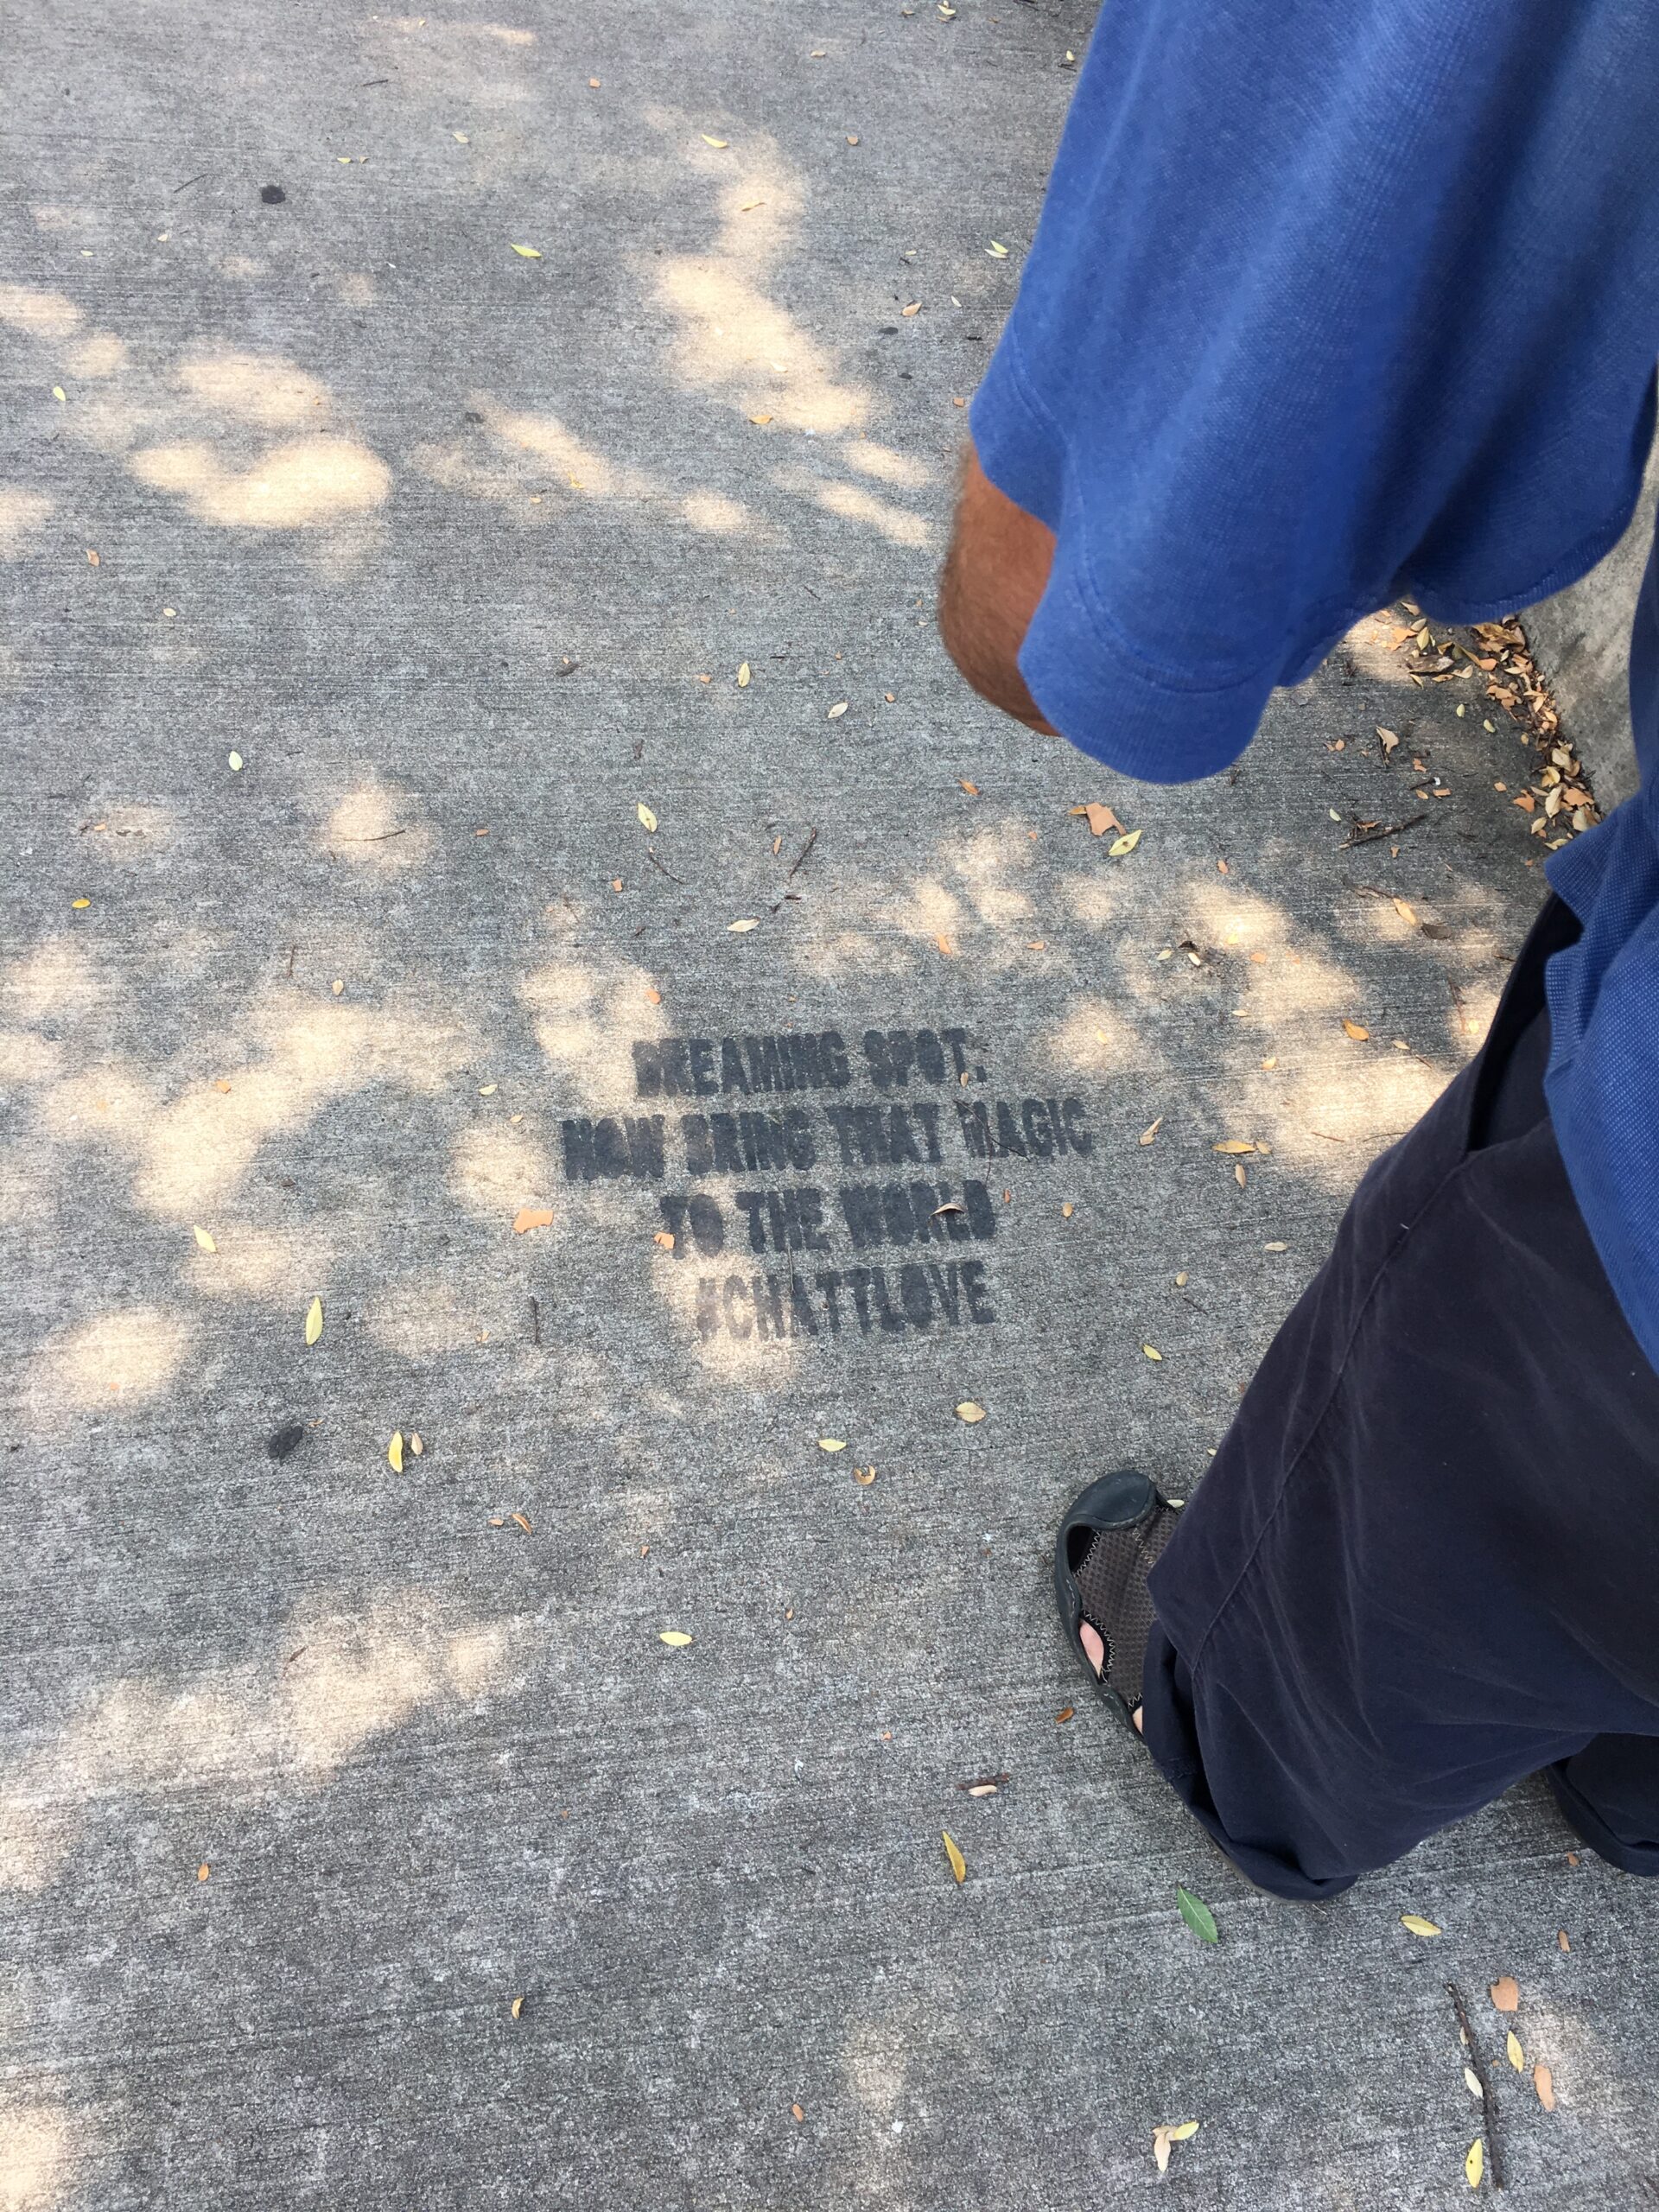 DREAMING SPOT.
NOW BRING THAT MAGIC
TO THE WORLD
#CHATTLOVE